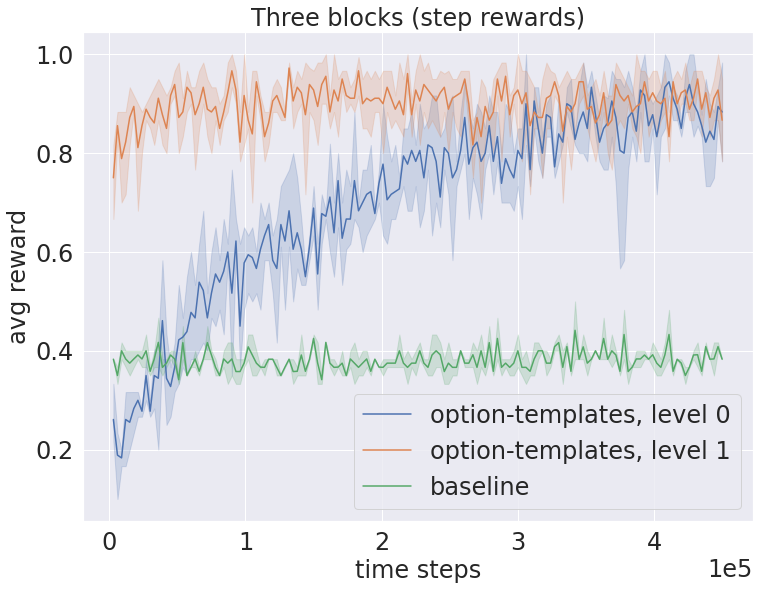 Three blocks (step rewards)
avg reward
1.0
0.8
0.6
0.4
0.2
option-templates, level 0
option-templates, level 1
baseline
0 1 2 3 4
time steps
1e5